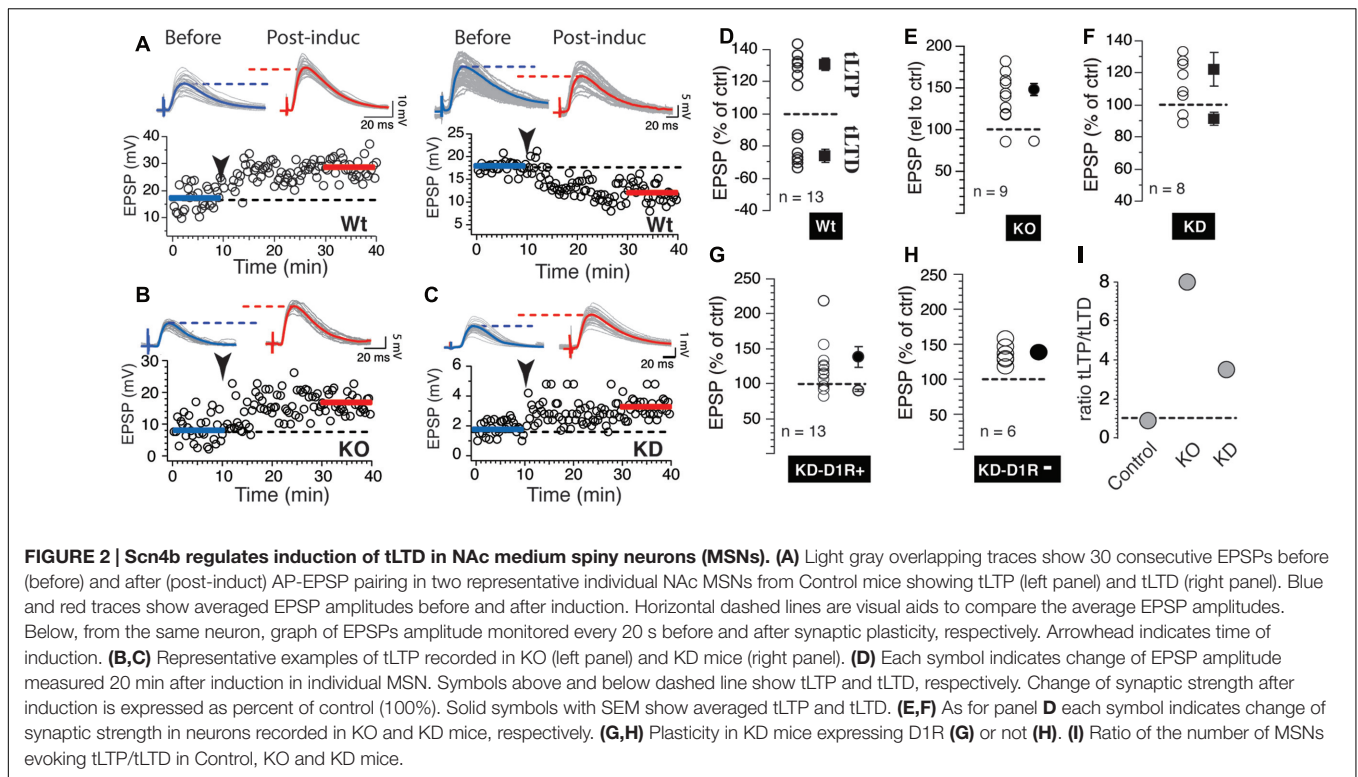 A
Before
Post-induc
10 mV
20 ms
EPSP (mV)
40
30
20
10
Wt
0 10 20 30 40
Time (min)
Before
Post-induc
5 mV
20 ms
EPSP (mV)
25
20
15
10
Wt
0 10 20 30 40
Time (min)
D
EPSP (% of ctrl)
140
120
100
80
-60
tLTP
tLTD
n = 13
Wt
E
EPSP (rel to ctrl)
200
150
100
50
0
n = 9
KO
F
EPSP (% of ctrl)
140
120
100
80
60
40
n = 8
KD
B
5 mV
20 ms
EPSP (mV)
30
20
10
0
KO
0 10 20 30 40
Time (min)
C
1 mV
20 ms
EPSP (mV)
6
4
2
0
KD
0 10 20 30 40
Time (min)
G
EPSP (% of ctrl)
250
200
150
100
50
n = 13
KD-D1R+
H
EPSP (% of ctrl)
250
200
150
100
50
n = 6
KD-D1R -
I
ratio tLTP/tLTD
8
6
4
2
0
Control
KO
KD
FIGURE 2 | Scn4b regulates induction of tLTD in NAc medium spiny neurons (MSNs). (A) Light gray overlapping traces show 30 consecutive EPSPs before
(before) and after (post-induct) AP-EPSP pairing in two representative individual NAc MSNs from Control mice showing tLTP (left panel) and tLTD (right panel). Blue
and red traces show averaged EPSP amplitudes before and after induction. Horizontal dashed lines are visual aids to compare the average EPSP amplitudes.
Below, from the same neuron, graph of EPSPs amplitude monitored every 20 s before and after synaptic plasticity, respectively. Arrowhead indicates time of
induction. (B,C) Representative examples of tLTP recorded in KO (left panel) and KD mice (right panel). (D) Each symbol indicates change of EPSP amplitude
measured 20 min after induction in individual MSN. Symbols above and below dashed line show tLTP and tLTD, respectively. Change of synaptic strength after
induction is expressed as percent of control (100%). Solid symbols with SEM show averaged tLTP and tLTD. (E,F) As for panel D each symbol indicates change of
synaptic strength in neurons recorded in KO and KD mice, respectively. (G,H) Plasticity in KD mice expressing D1R (G) or not (H). (I) Ratio of the number of MSNs
evoking tLTP/tLTD in Control, KO and KD mice.